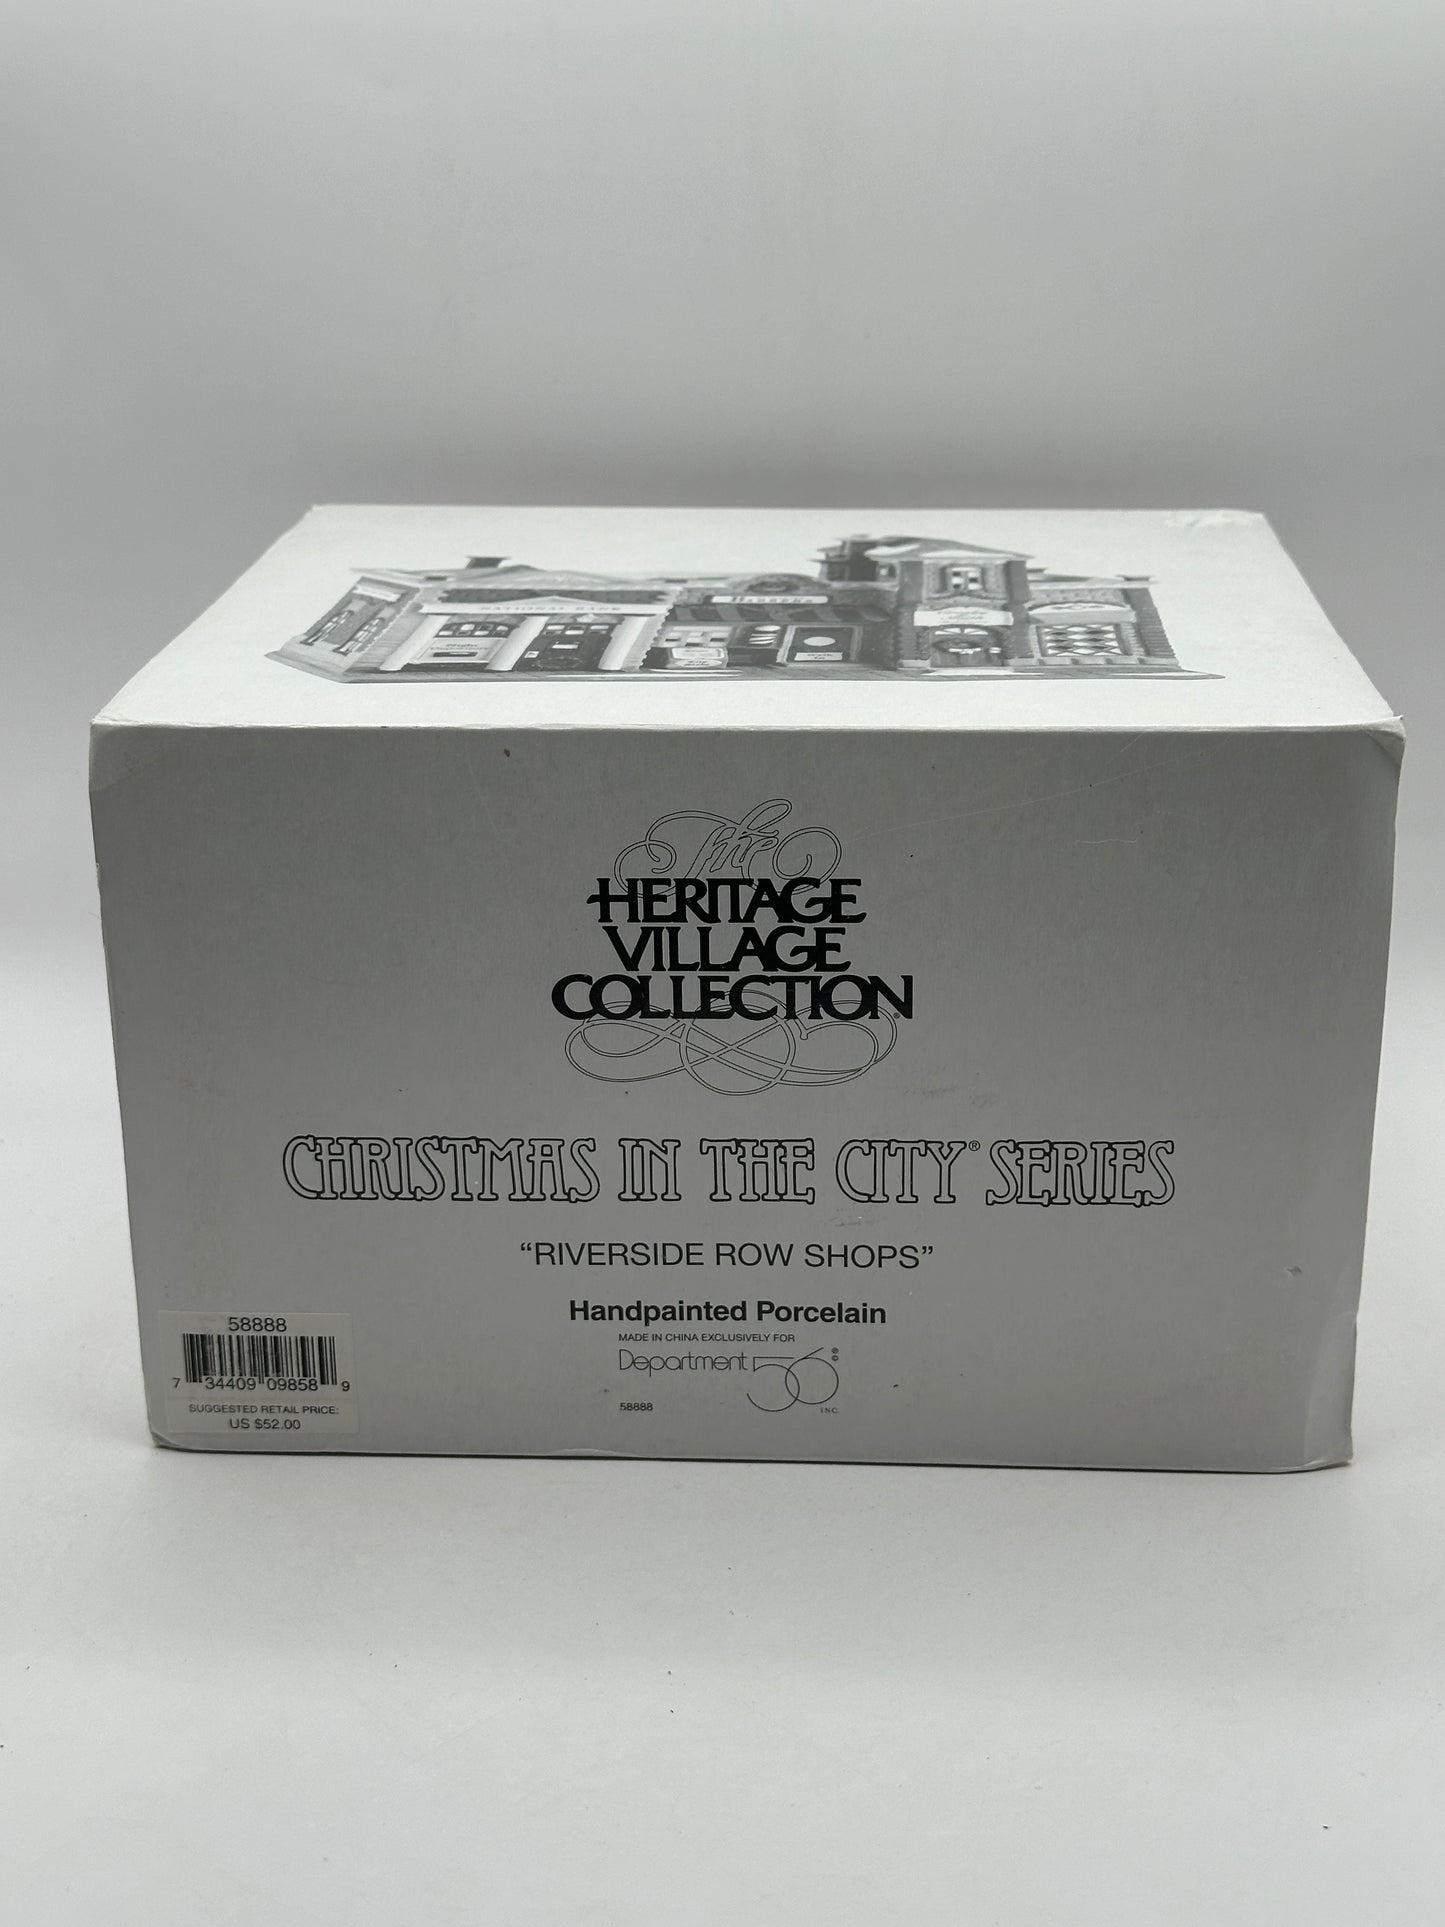 NATIONAL BANK
The
HERITAGE
VILLAGE
COLLECTION®
CHRISTMAS IN THE CITY® SERIES
“RIVERSIDE ROW SHOPS”
Handpainted Porcelain
MADE IN CHINA EXCLUSIVELY FOR
Department 56®©
INC.
58888
58888
7 34409 09858 9
SUGGESTED RETAIL PRICE:
US $52.00